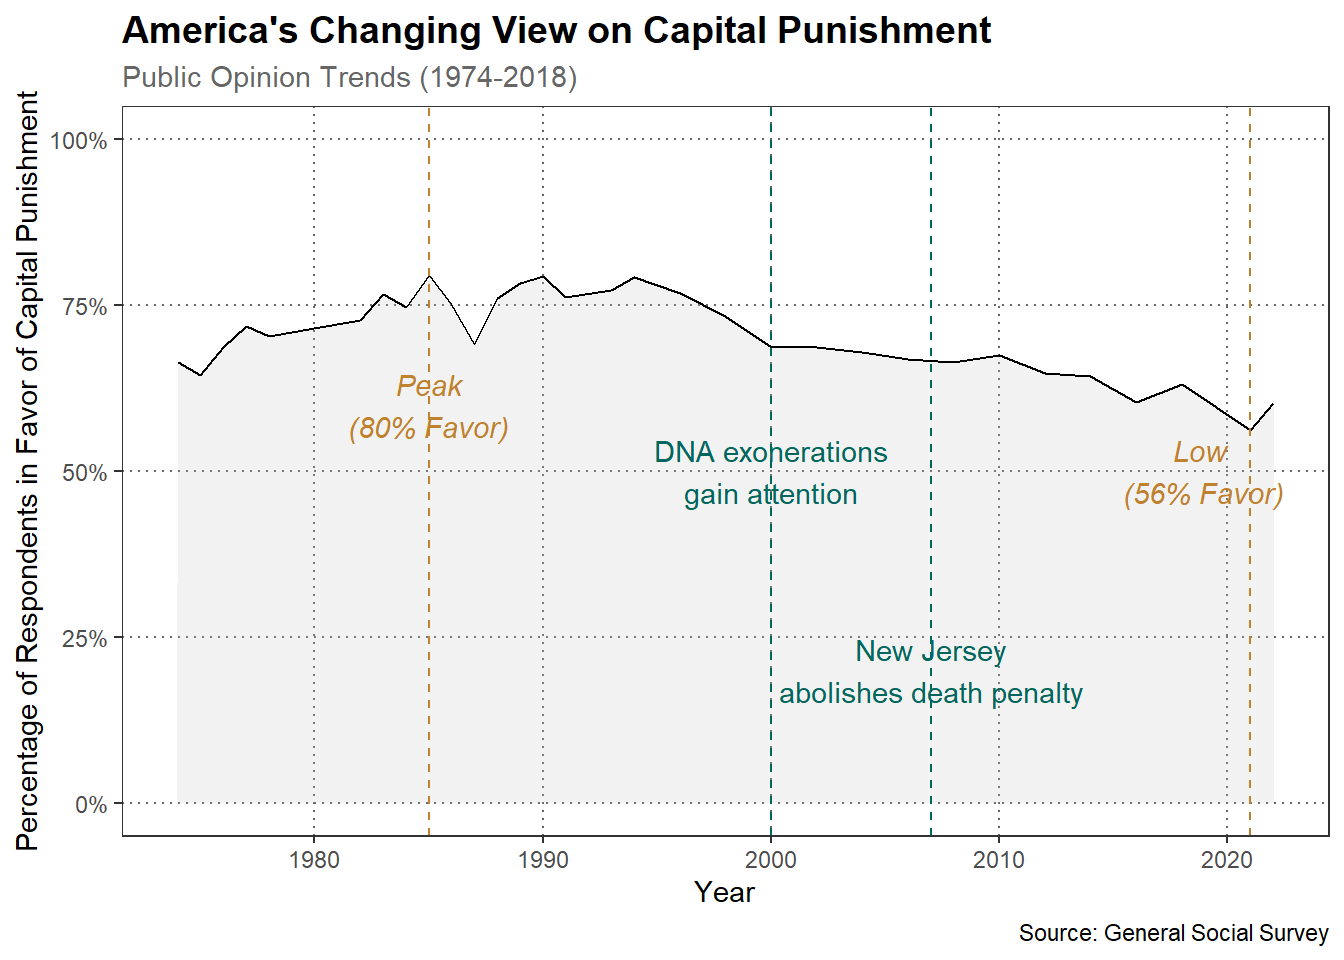 America's Changing View on Capital Punishment
Public Opinion Trends (1974-2018)
Percentage of Respondents in Favor of Capital Punishment
100%
75%
50%
25%
0%
Peak
(80% Favor)
DNA exonerations
gain attention
Low
(56% Favor)
New Jersey
abolishes death penalty
1980
1990
2000
2010
2020
Year
Source: General Social Survey